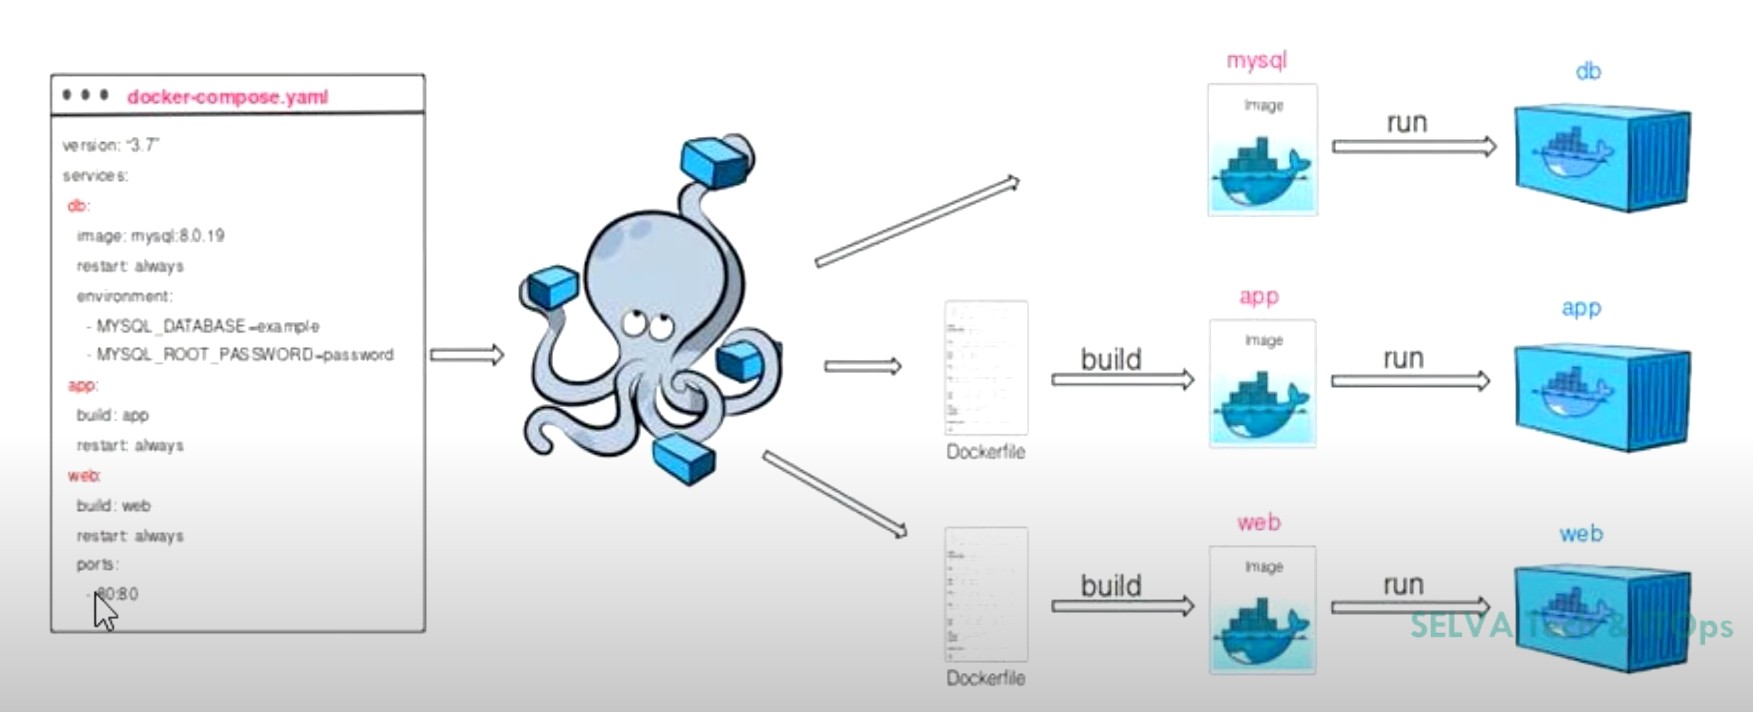 docker-compose.yaml
version: "3.7"
services:
db:
image: mysql:8.0.19
restart: always
environment:
- MYSQL_DATABASE=example
- MYSQL_ROOT_PASSWORD=password
app:
build: app
restart: always
web:
build: web
restart: always
ports:
- 80:80
mysql
Image
run
db
Dockerfile
build
app
Image
run
app
Dockerfile
build
web
Image
run
web
SELVA Tech & ITOps